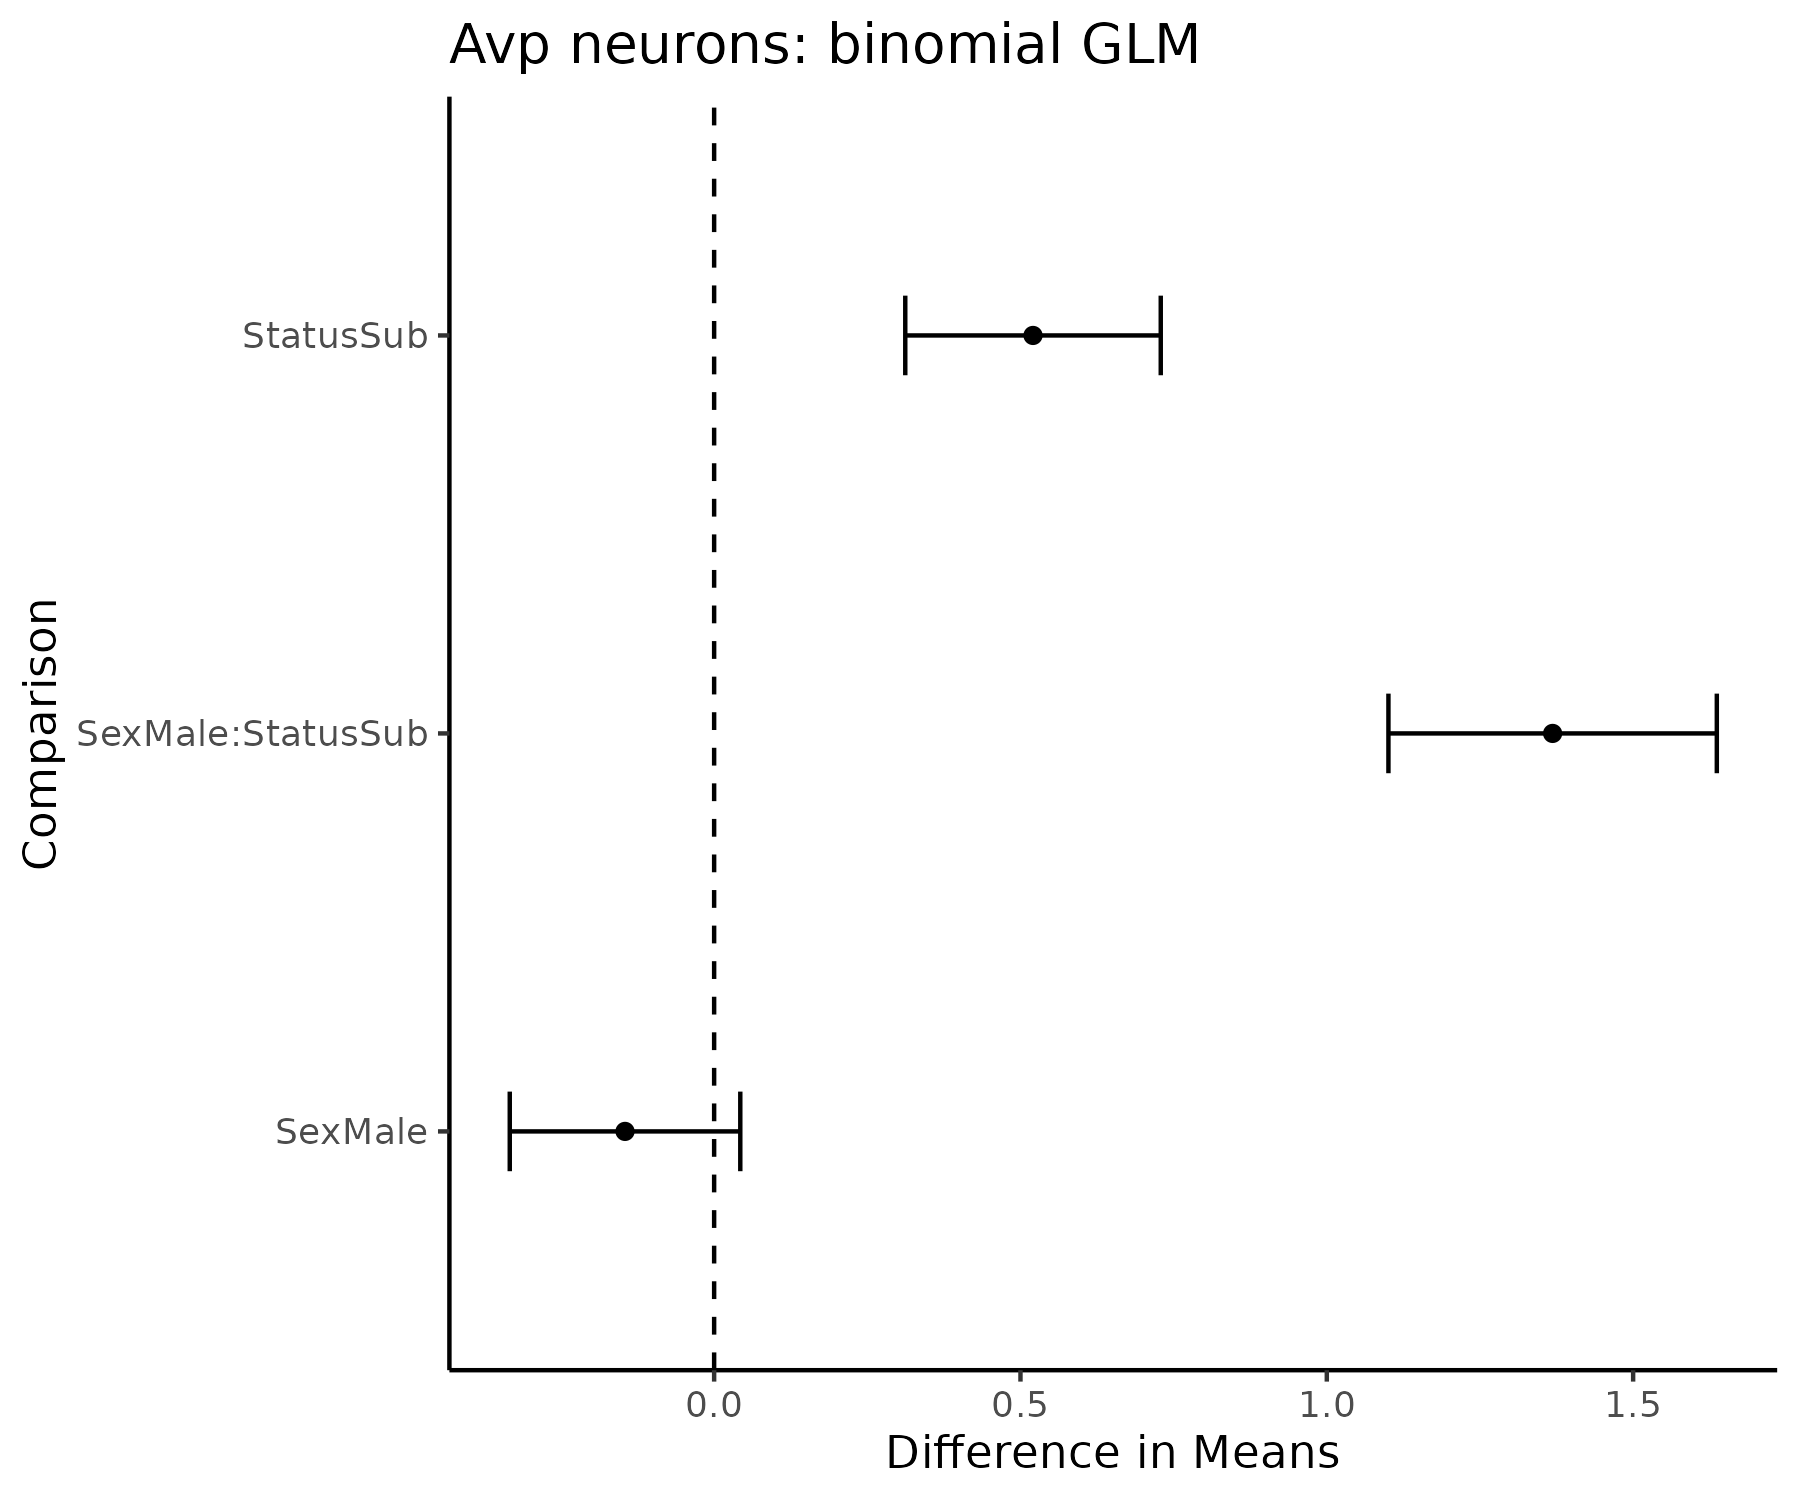 Avp neurons: binomial GLM
Comparison
StatusSub
SexMale:StatusSub
SexMale
0.0 0.5 1.0 1.5
Difference in Means